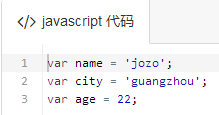 </> javascript 代码
1 var name = 'jozo';
2 var city = 'guangzhou';
3 var age = 22;